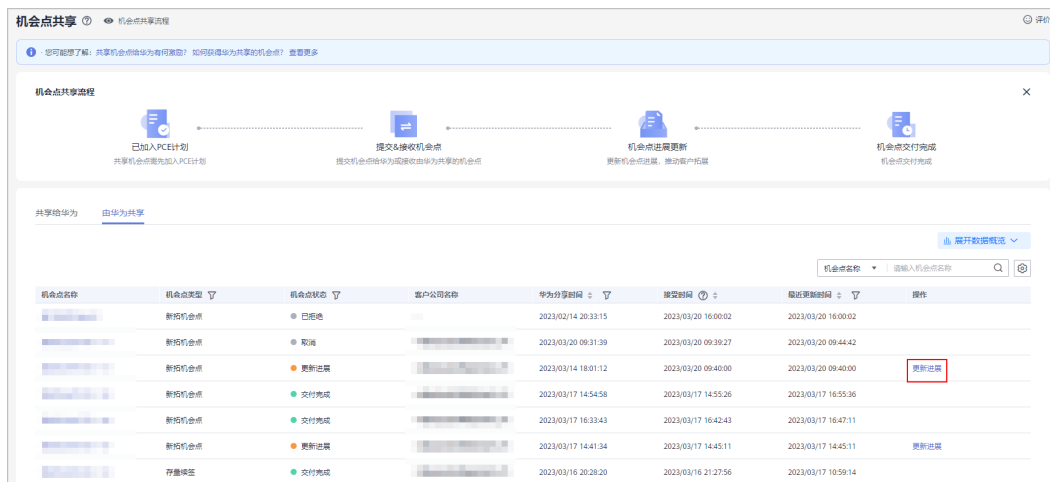 机会点共享 机会点共享流程 评价
您可能想了解：共享机会点给华为有何激励？ 如何获得华为共享的机会点？ 查看更多
机会点共享流程
已加入PCE计划 提交&接收机会点 机会点进展更新 机会点交付完成
共享机会点需先加入PCE计划 提交机会点给华为或接收由华为共享的机会点 更新机会点进展、推动客户拓展 机会点交付完成
共享给华为 由华为共享
展开数据概览
机会点名称 请输入机会点名称
机会点名称 机会点类型 机会点状态 客户公司名称 华为分享时间 接受时间 最近更新时间 操作
新拓机会点 已拒绝 2023/02/14 20:33:15 2023/03/20 16:00:02 2023/03/20 16:00:02
新拓机会点 取消 2023/03/20 09:31:39 2023/03/20 09:39:27 2023/03/20 09:44:42
新拓机会点 更新进展 2023/03/14 18:01:12 2023/03/20 09:40:00 2023/03/20 09:40:00 更新进展
新拓机会点 交付完成 2023/03/17 14:54:58 2023/03/17 14:55:26 2023/03/17 16:55:36
新拓机会点 交付完成 2023/03/17 16:33:43 2023/03/17 16:42:43 2023/03/17 16:47:11
新拓机会点 更新进展 2023/03/17 14:41:34 2023/03/17 14:45:11 2023/03/17 14:45:11 更新进展
存量续签 交付完成 2023/03/16 20:28:20 2023/03/16 21:27:56 2023/03/17 10:59:14